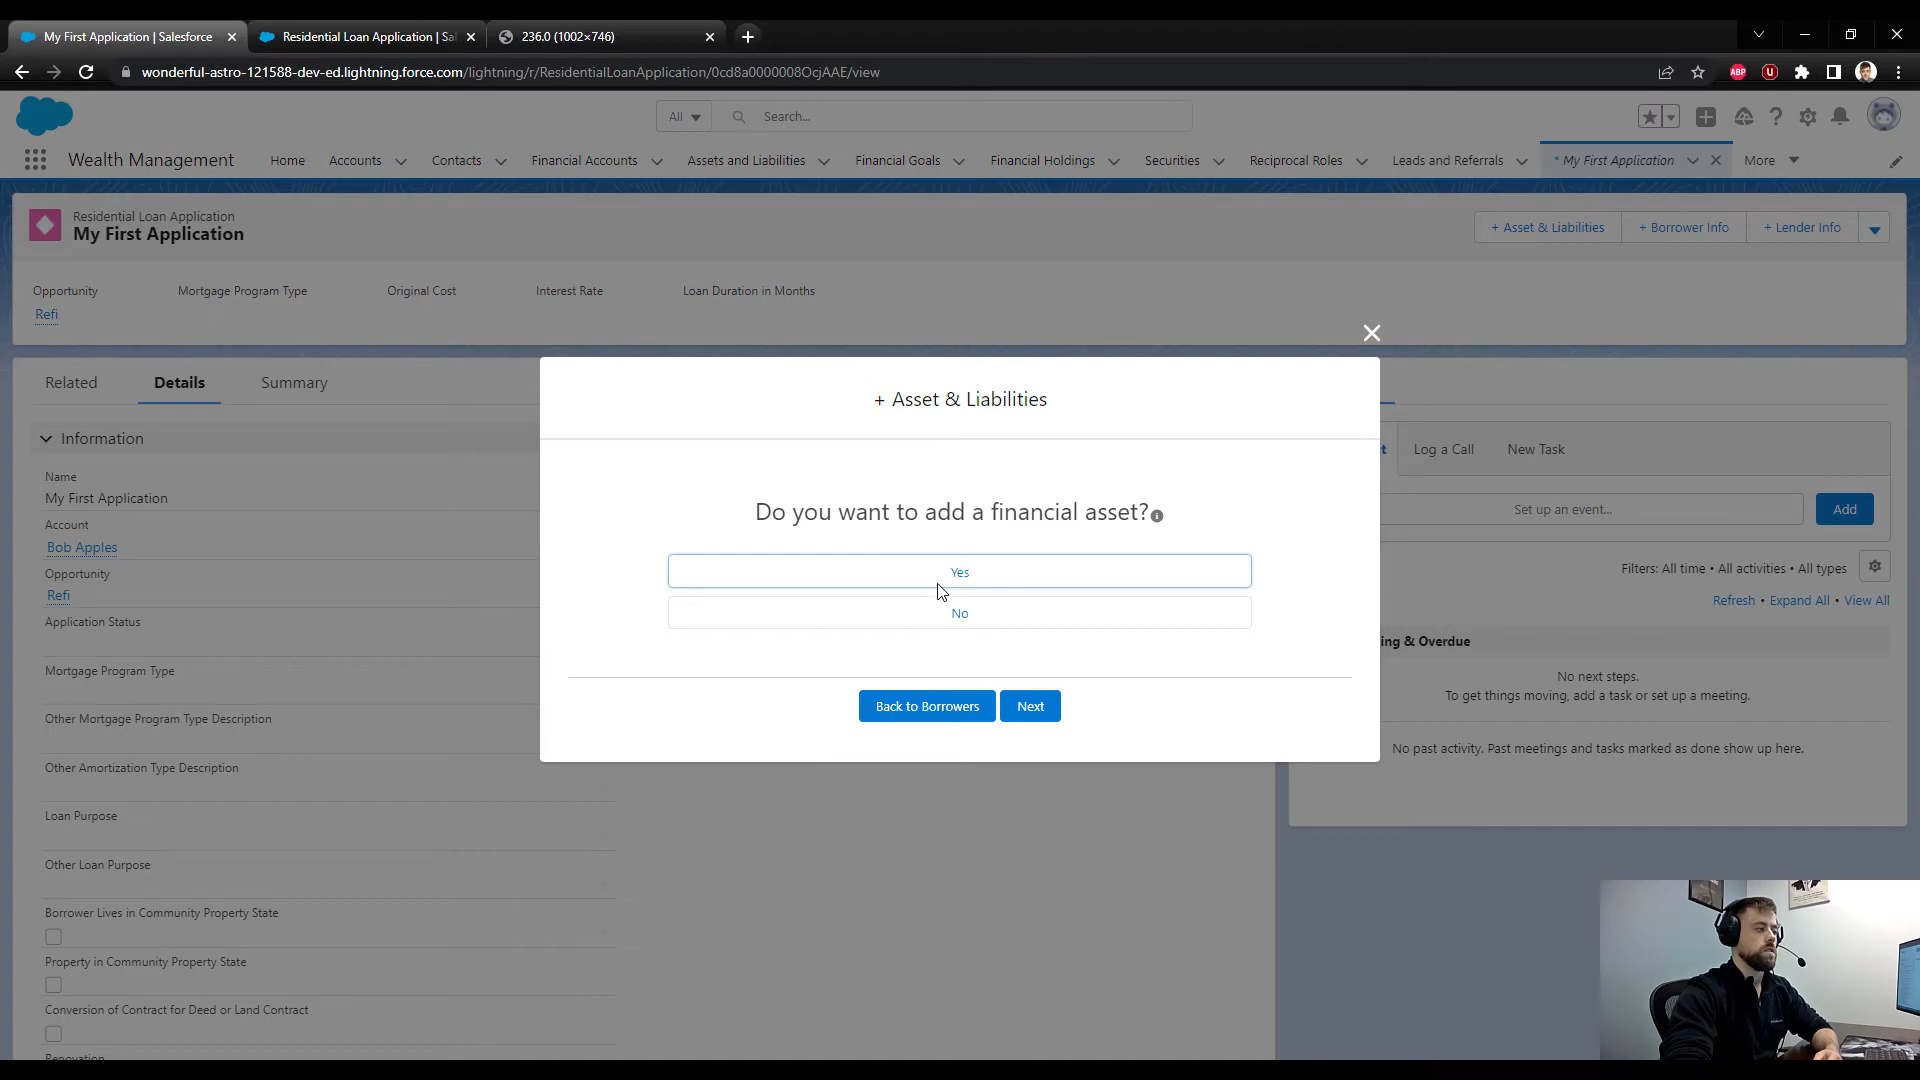 My First Application | Salesforce
Residential Loan Application | Sal
236.0 (1002×746)
wonderful-astro-121588-dev-ed.lightning.force.com/lightning/r/ResidentialLoanApplication/0cd8a0000008OcjAAE/view
ABP
All
Search...
Wealth Management
Home
Accounts
Contacts
Financial Accounts
Assets and Liabilities
Financial Goals
Financial Holdings
Securities
Reciprocal Roles
Leads and Referrals
* My First Application
More
Residential Loan Application
My First Application
+ Asset & Liabilities
+ Borrower Info
+ Lender Info
Opportunity
Mortgage Program Type
Original Cost
Interest Rate
Loan Duration in Months
Refi
Related
Details
Summary
Information
Name
My First Application
Account
Bob Apples
Opportunity
Refi
Application Status
Mortgage Program Type
Other Mortgage Program Type Description
Other Amortization Type Description
Loan Purpose
Other Loan Purpose
Borrower Lives in Community Property State
Property in Community Property State
Conversion of Contract for Deed or Land Contract
Renovation
+ Asset & Liabilities
Do you want to add a financial asset?
Yes
No
Back to Borrowers
Next
t
Log a Call
New Task
Set up an event...
Add
Filters: All time • All activities • All types
Refresh • Expand All • View All
ing & Overdue
No next steps.
To get things moving, add a task or set up a meeting.
No past activity. Past meetings and tasks marked as done show up here.